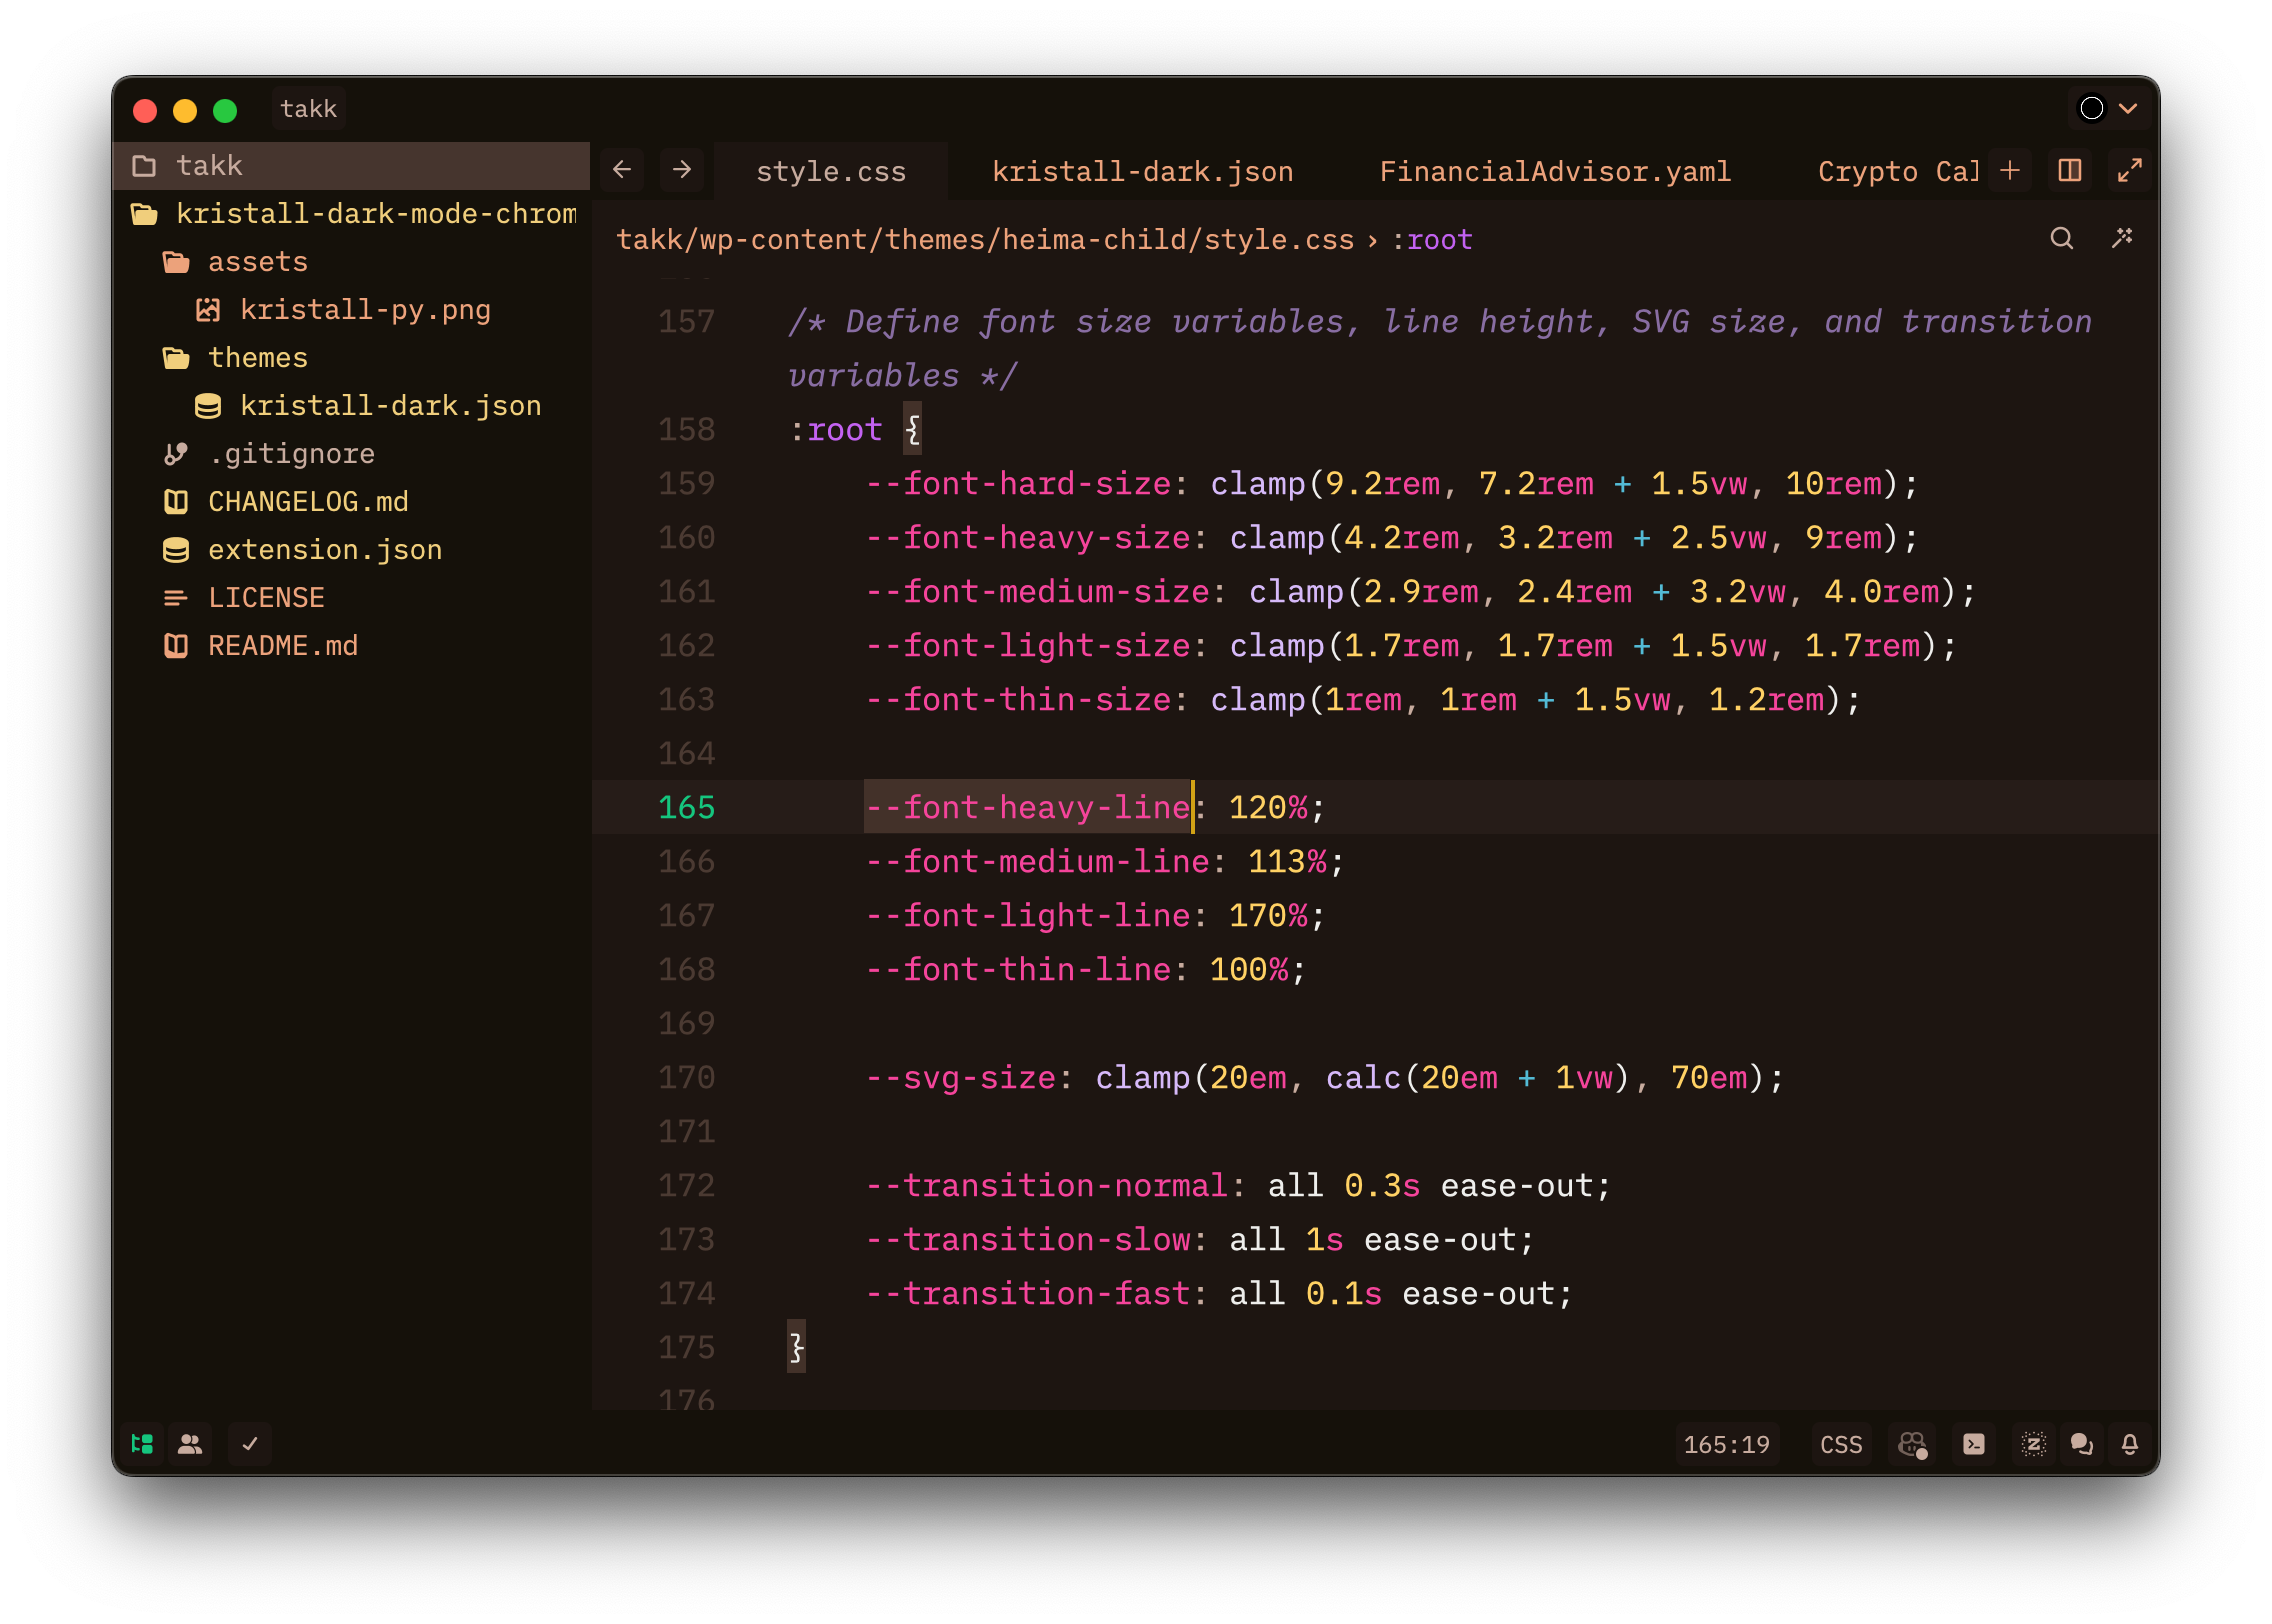 takk
takk
kristall-dark-mode-chrom
assets
kristall-py.png
themes
kristall-dark.json
.gitignore
CHANGELOG.md
extension.json
LICENSE
README.md
style.css
kristall-dark.json
FinancialAdvisor.yaml
Crypto Cal
takk/wp-content/themes/heima-child/style.css › :root
157 /* Define font size variables, line height, SVG size, and transition
variables */
158 :root {
159 --font-hard-size: clamp(9.2rem, 7.2rem + 1.5vw, 10rem);
160 --font-heavy-size: clamp(4.2rem, 3.2rem + 2.5vw, 9rem);
161 --font-medium-size: clamp(2.9rem, 2.4rem + 3.2vw, 4.0rem);
162 --font-light-size: clamp(1.7rem, 1.7rem + 1.5vw, 1.7rem);
163 --font-thin-size: clamp(1rem, 1rem + 1.5vw, 1.2rem);
164
165 --font-heavy-line: 120%;
166 --font-medium-line: 113%;
167 --font-light-line: 170%;
168 --font-thin-line: 100%;
169
170 --svg-size: clamp(20em, calc(20em + 1vw), 70em);
171
172 --transition-normal: all 0.3s ease-out;
173 --transition-slow: all 1s ease-out;
174 --transition-fast: all 0.1s ease-out;
175 }
176
165:19
CSS